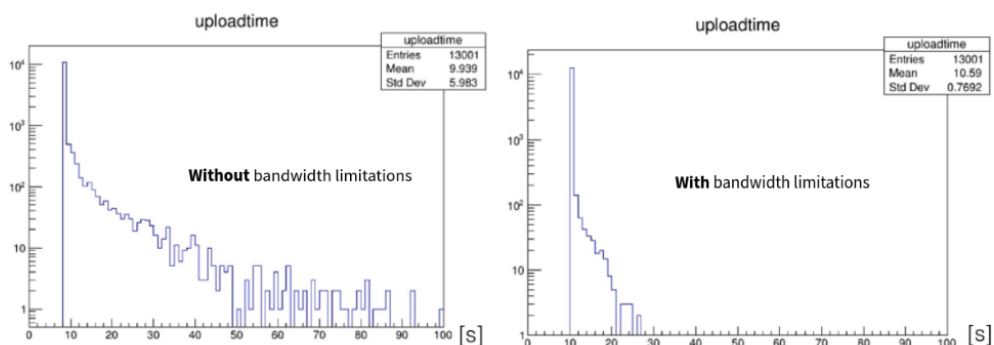 uploadtime
uploadtime
Entries 13001
Mean 9.939
Std Dev 5.983
10⁴
10³
10²
10
1
Without bandwidth limitations
0 10 20 30 40 50 60 70 80 90 100 [S]
uploadtime
uploadtime
Entries 13001
Mean 10.59
Std Dev 0.7692
10⁴
10³
10²
10
1
With bandwidth limitations
0 10 20 30 40 50 60 70 80 90 100 [S]